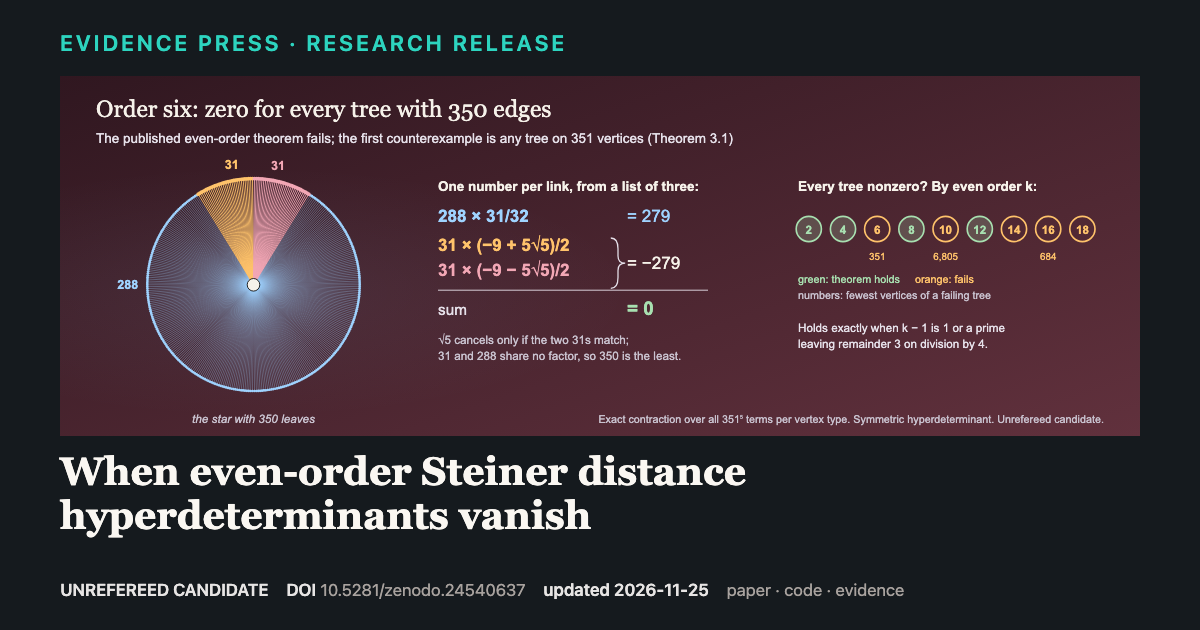 EVIDENCE PRESS · RESEARCH RELEASE
Order six: zero for every tree with 350 edges
The published even-order theorem fails; the first counterexample is any tree on 351 vertices (Theorem 3.1)
31
31
288
the star with 350 leaves
One number per link, from a list of three:
288 × 31/32 = 279
31 × (−9 + 5√5)/2
31 × (−9 − 5√5)/2
= −279
sum = 0
√5 cancels only if the two 31s match;
31 and 288 share no factor, so 350 is the least.
Every tree nonzero? By even order k:
2 4 6 8 10 12 14 16 18
351 6,805 684
green: theorem holds orange: fails
numbers: fewest vertices of a failing tree
Holds exactly when k − 1 is 1 or a prime
leaving remainder 3 on division by 4.
Exact contraction over all 351⁵ terms per vertex type. Symmetric hyperdeterminant. Unrefereed candidate.
When even-order Steiner distance
hyperdeterminants vanish
UNREFEREED CANDIDATE DOI 10.5281/zenodo.24540637 updated 2026-11-25 paper · code · evidence